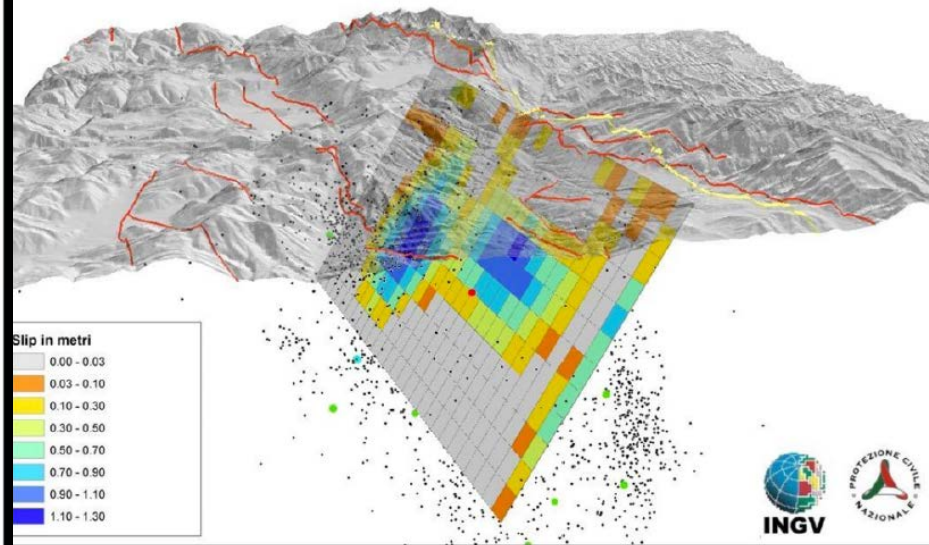 Slip in metri
0.00 - 0.03
0.03 - 0.10
0.10 - 0.30
0.30 - 0.50
0.50 - 0.70
0.70 - 0.90
0.90 - 1.10
1.10 - 1.30
INGV
PROTEZIONE CIVILE
NAZIONALE